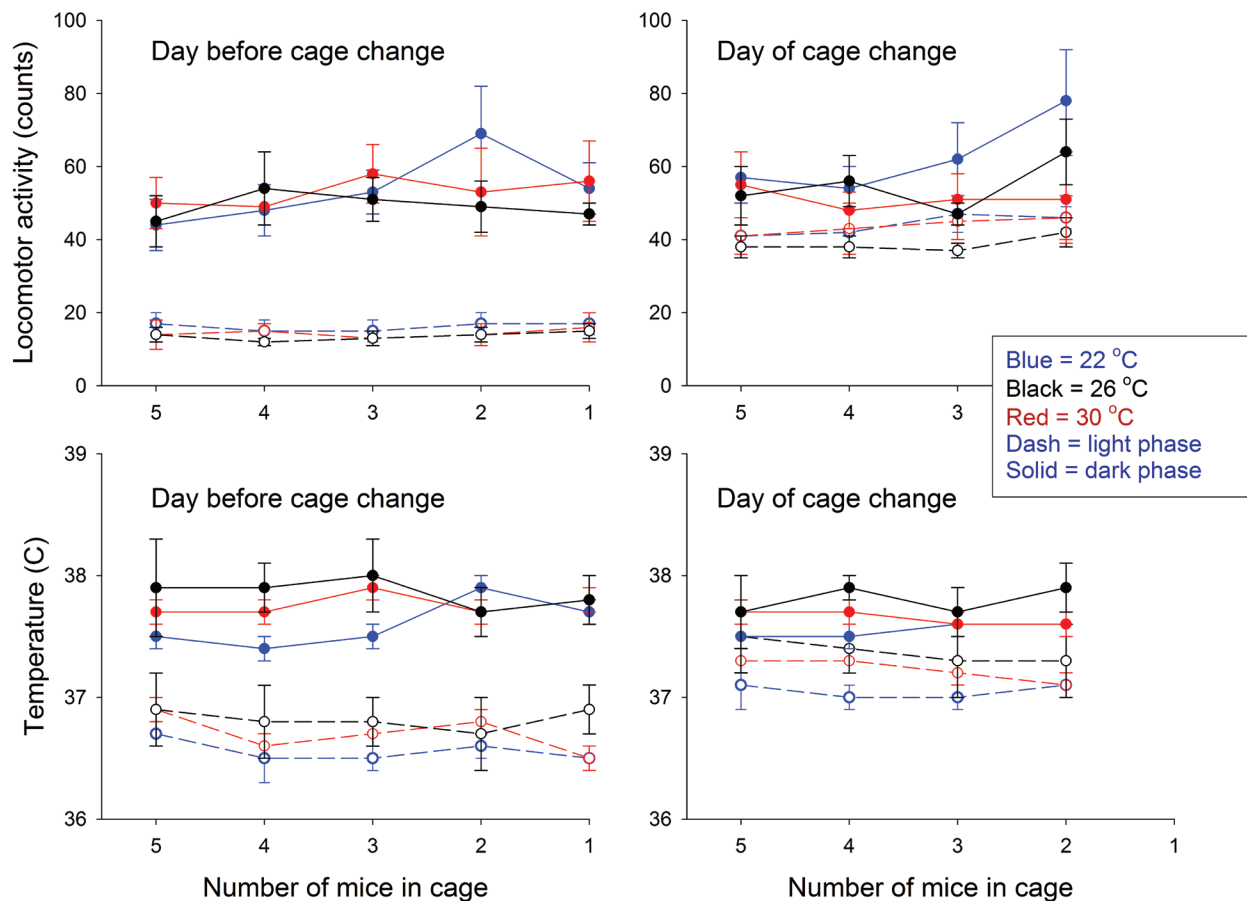 Locomotor activity (counts)
100
80
60
40
20
0
Day before cage change
5 4 3 2 1
100
80
60
40
20
0
Day of cage change
5 4 3
Blue = 22 °C
Black = 26 °C
Red = 30 °C
Dash = light phase
Solid = dark phase
Temperature (C)
39
38
37
36
Day before cage change
5 4 3 2 1
Number of mice in cage
39
38
37
36
Day of cage change
5 4 3 2 1
Number of mice in cage